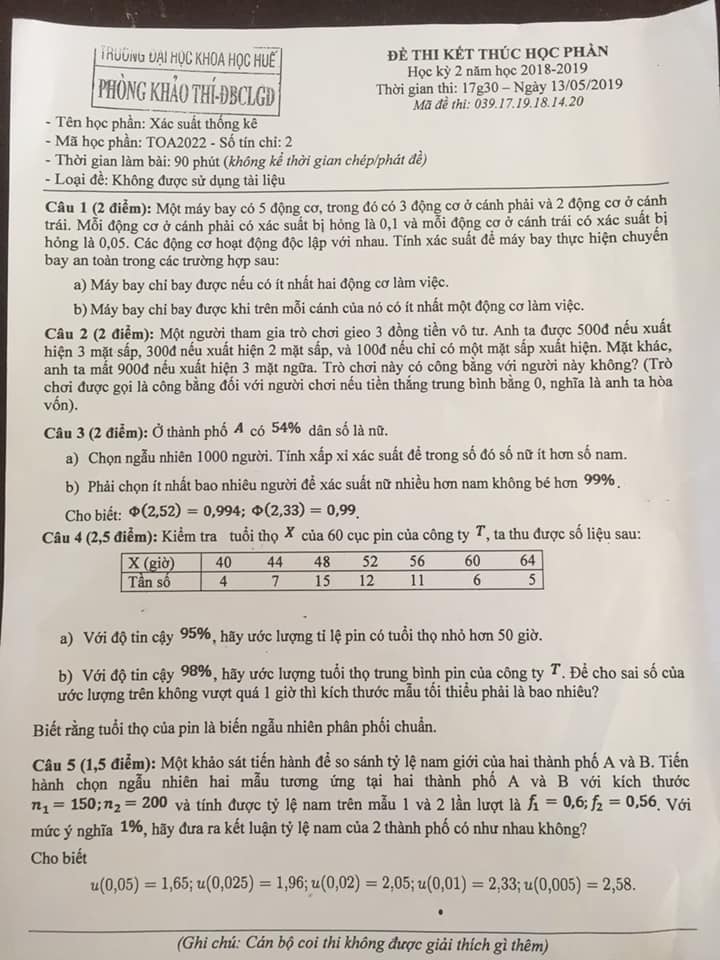 TRƯỜNG ĐẠI HỌC KHOA HỌC HUẾ
PHÒNG KHẢO THÍ-ĐBCLGD
ĐỀ THI KẾT THÚC HỌC PHẦN
Học kỳ 2 năm học 2018-2019
Thời gian thi: 17g30 – Ngày 13/05/2019
Mã đề thi: 039.17.19.18.14.20
- Tên học phần: Xác suất thống kê
- Mã học phần: TOA2022 - Số tín chỉ: 2
- Thời gian làm bài: 90 phút (không kể thời gian chép/phát đề)
- Loại đề: Không được sử dụng tài liệu
Câu 1 (2 điểm): Một máy bay có 5 động cơ, trong đó có 3 động cơ ở cánh phải và 2 động cơ ở cánh
trái. Mỗi động cơ ở cánh phải có xác suất bị hỏng là 0,1 và mỗi động cơ ở cánh trái có xác suất bị
hỏng là 0,05. Các động cơ hoạt động độc lập với nhau. Tính xác suất để máy bay thực hiện chuyến
bay an toàn trong các trường hợp sau:
a) Máy bay chỉ bay được nếu có ít nhất hai động cơ làm việc.
b) Máy bay chỉ bay được khi trên mỗi cánh của nó có ít nhất một động cơ làm việc.
Câu 2 (2 điểm): Một người tham gia trò chơi gieo 3 đồng tiền vô tư. Anh ta được 500đ nếu xuất
hiện 3 mặt sấp, 300đ nếu xuất hiện 2 mặt sấp, và 100đ nếu chỉ có một mặt sấp xuất hiện. Mặt khác,
anh ta mất 900đ nếu xuất hiện 3 mặt ngữa. Trò chơi này có công bằng với người này không? (Trò
chơi được gọi là công bằng đối với người chơi nếu tiền thắng trung bình bằng 0, nghĩa là anh ta hòa
vốn).
Câu 3 (2 điểm): Ở thành phố A có 54% dân số là nữ.
a) Chọn ngẫu nhiên 1000 người. Tính xấp xỉ xác suất để trong số đó số nữ ít hơn số nam.
b) Phải chọn ít nhất bao nhiêu người để xác suất nữ nhiều hơn nam không bé hơn 99%.
Cho biết: Φ(2,52) = 0,994; Φ(2,33) = 0,99.
Câu 4 (2,5 điểm): Kiểm tra tuổi thọ X của 60 cục pin của công ty T, ta thu được số liệu sau:
X (giờ) 40 44 48 52 56 60 64
Tần số 4 7 15 12 11 6 5
a) Với độ tin cậy 95%, hãy ước lượng tỉ lệ pin có tuổi thọ nhỏ hơn 50 giờ.
b) Với độ tin cậy 98%, hãy ước lượng tuổi thọ trung bình pin của công ty T. Để cho sai số của
ước lượng trên không vượt quá 1 giờ thì kích thước mẫu tối thiểu phải là bao nhiêu?
Biết rằng tuổi thọ của pin là biến ngẫu nhiên phân phối chuẩn.
Câu 5 (1,5 điểm): Một khảo sát tiến hành để so sánh tỷ lệ nam giới của hai thành phố A và B. Tiến
hành chọn ngẫu nhiên hai mẫu tương ứng tại hai thành phố A và B với kích thước
n₁ = 150; n₂ = 200 và tính được tỷ lệ nam trên mẫu 1 và 2 lần lượt là f₁ = 0,6; f₂ = 0,56. Với
mức ý nghĩa 1%, hãy đưa ra kết luận tỷ lệ nam của 2 thành phố có như nhau không?
Cho biết
u(0,05) = 1,65; u(0,025) = 1,96; u(0,02) = 2,05; u(0,01) = 2,33; u(0,005) = 2,58.
(Ghi chú: Cán bộ coi thi không được giải thích gì thêm)